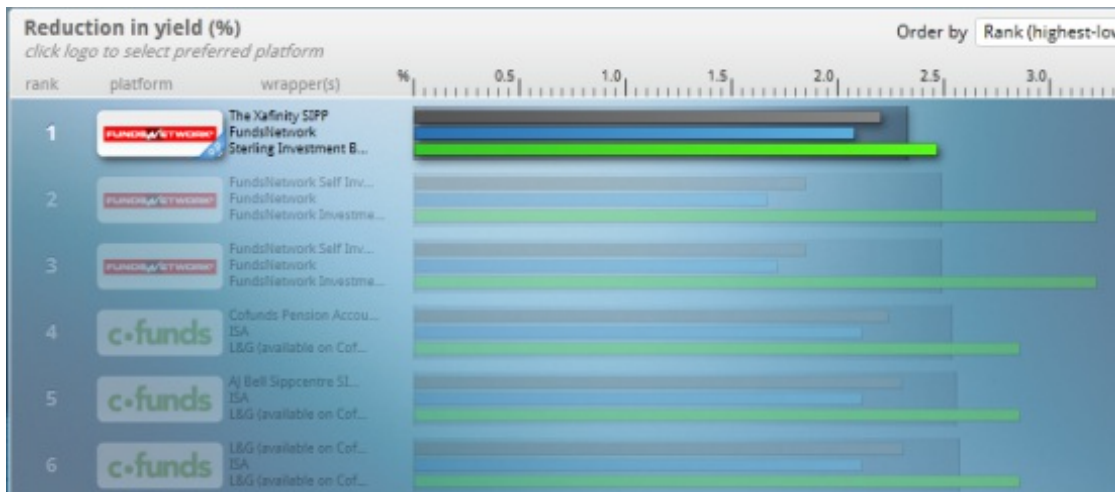 Reduction in yield (%)
Order by Rank (highest-low
click logo to select preferred platform
rank platform wrapper(s) % 0.5 1.0 1.5 2.0 2.5 3.0
1 FUNDSNETWORK The Xafinity SIPP
FundsNetwork
Sterling Investment B...
2 FUNDSNETWORK FundsNetwork Self Inv...
FundsNetwork
FundsNetwork Investme...
3 FUNDSNETWORK FundsNetwork Self Inv...
FundsNetwork
FundsNetwork Investme...
4 c•funds Cofunds Pension Accou...
ISA
L&G (available on Cof...
5 c•funds AJ Bell Sippcentre SI...
ISA
L&G (available on Cof...
6 c•funds L&G (available on Cof...
ISA
L&G (available on Cof...